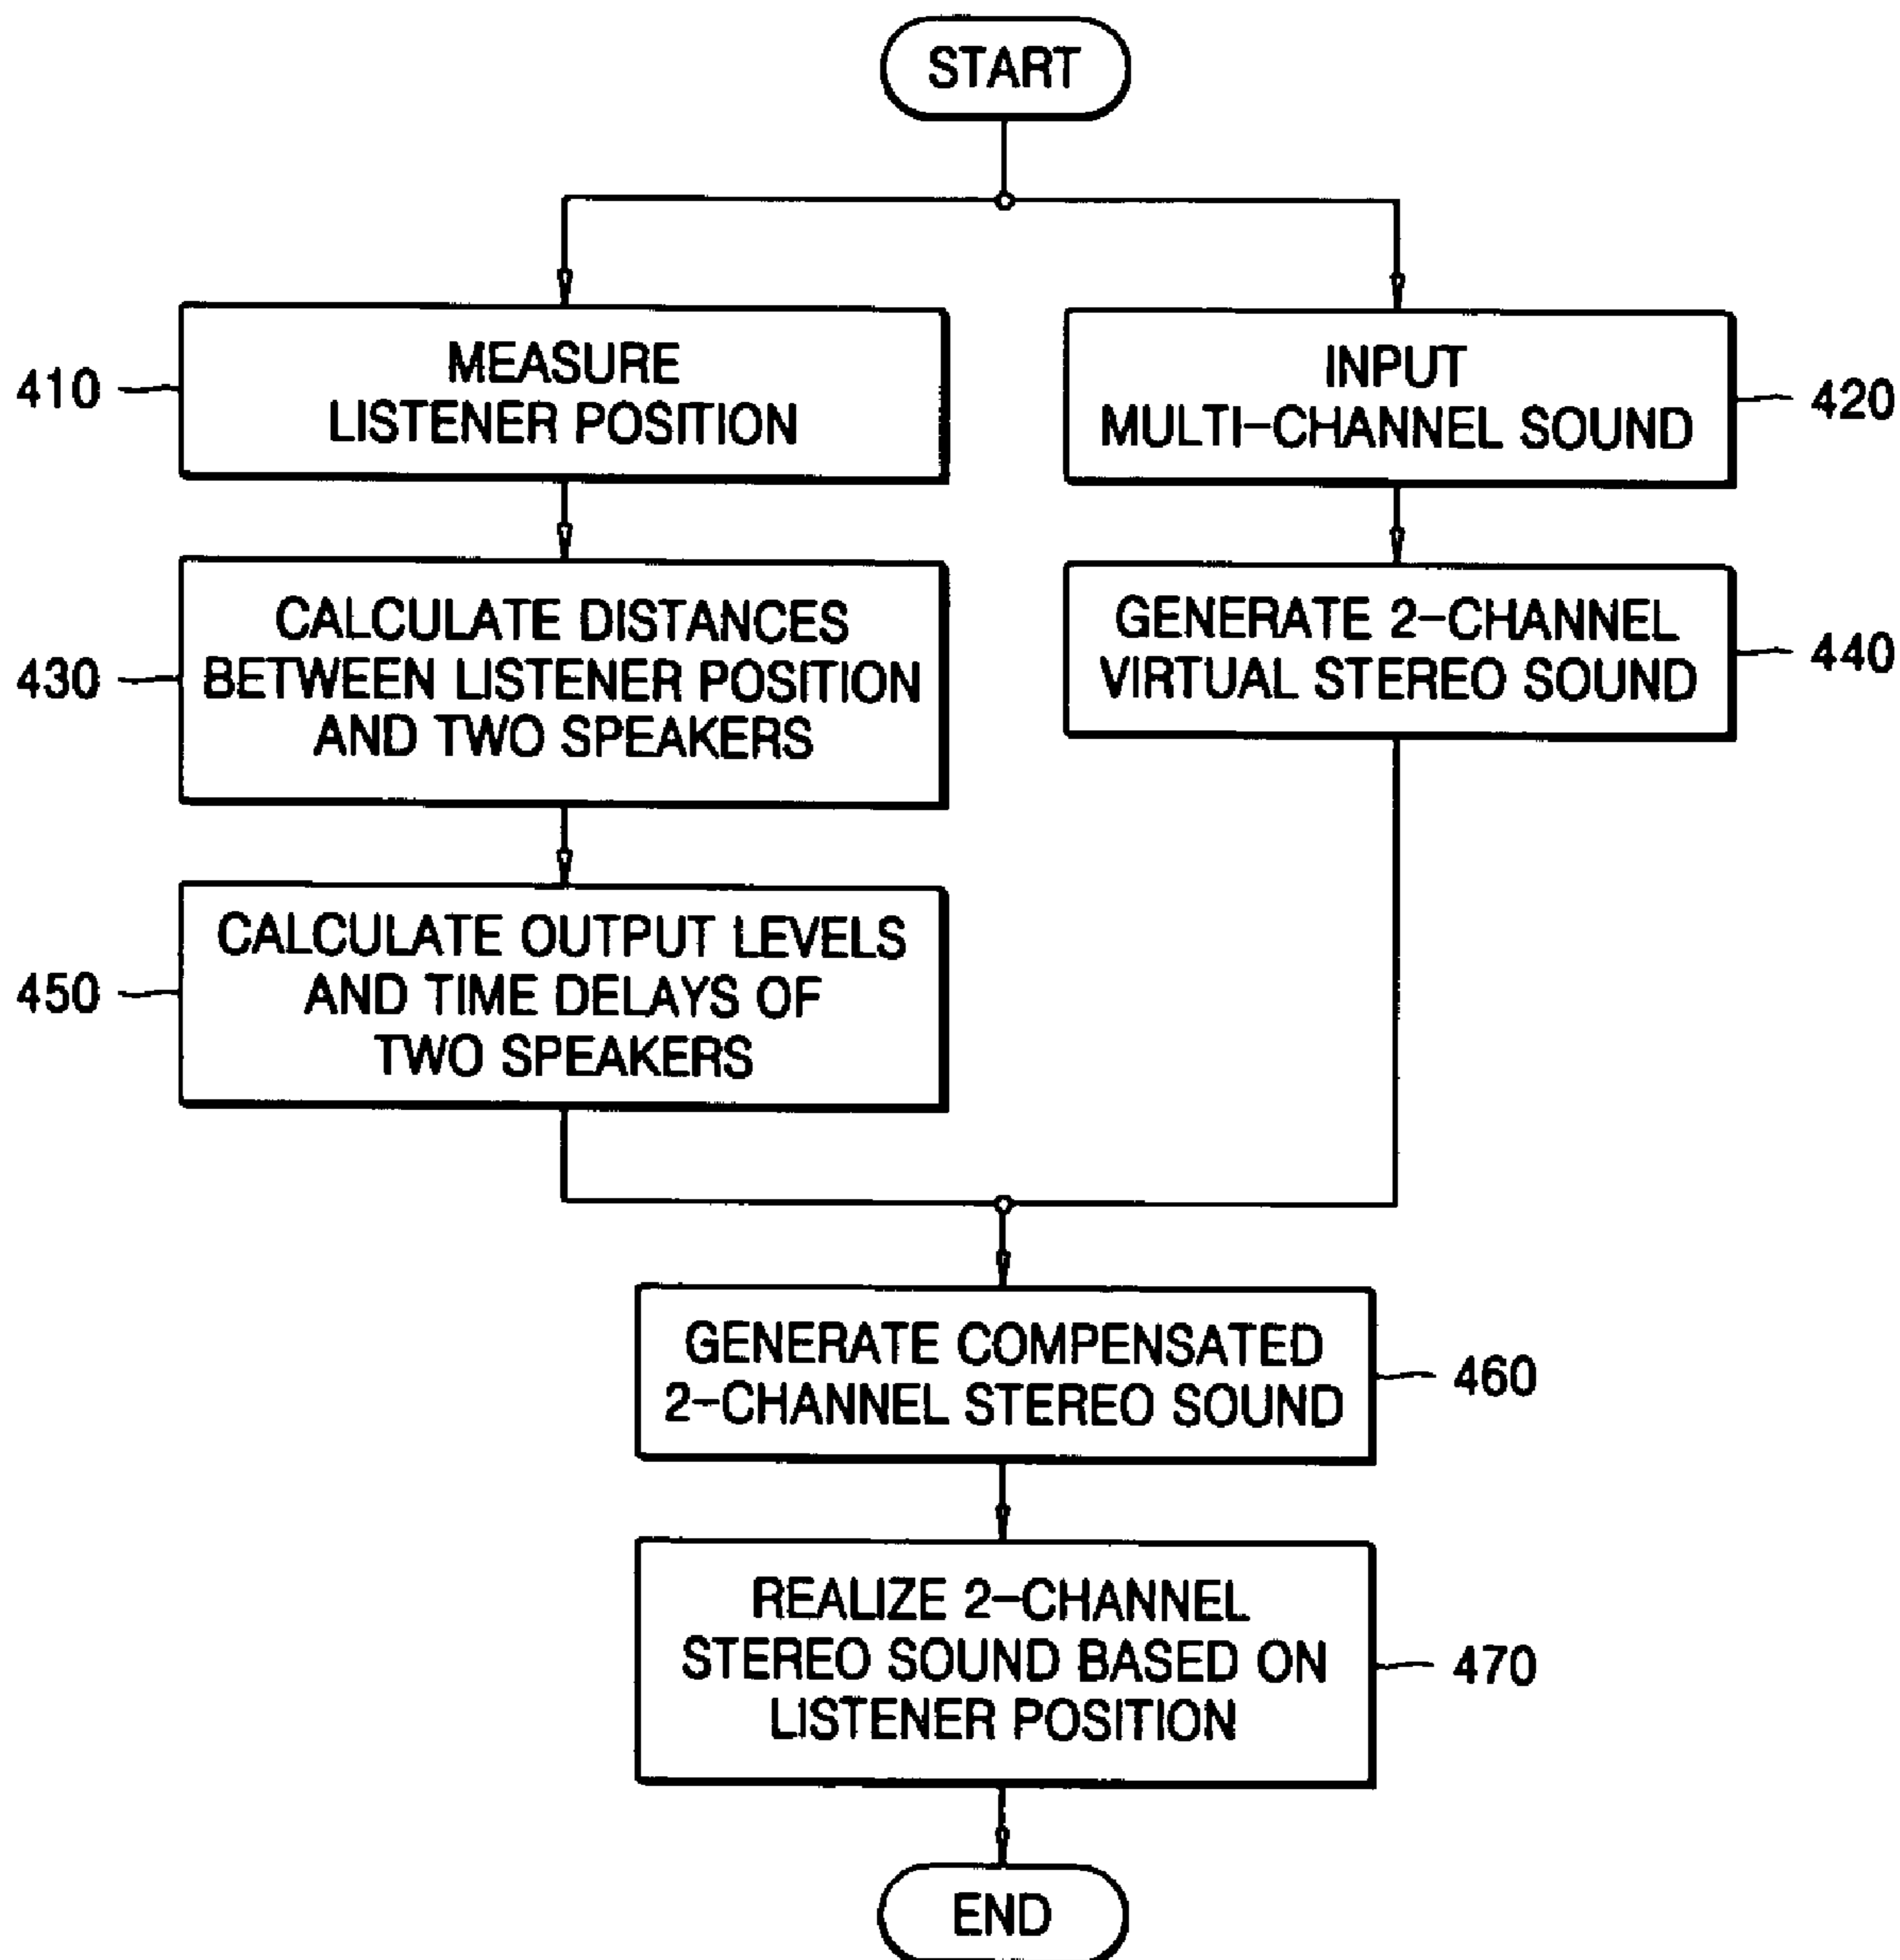 START
410
MEASURE
LISTENER POSITION
INPUT
MULTI-CHANNEL SOUND
420
430
CALCULATE DISTANCES
BETWEEN LISTENER POSITION
AND TWO SPEAKERS
GENERATE 2-CHANNEL
VIRTUAL STEREO SOUND
440
450
CALCULATE OUTPUT LEVELS
AND TIME DELAYS OF
TWO SPEAKERS
GENERATE COMPENSATED
2-CHANNEL STEREO SOUND
460
REALIZE 2-CHANNEL
STEREO SOUND BASED ON
LISTENER POSITION
470
END